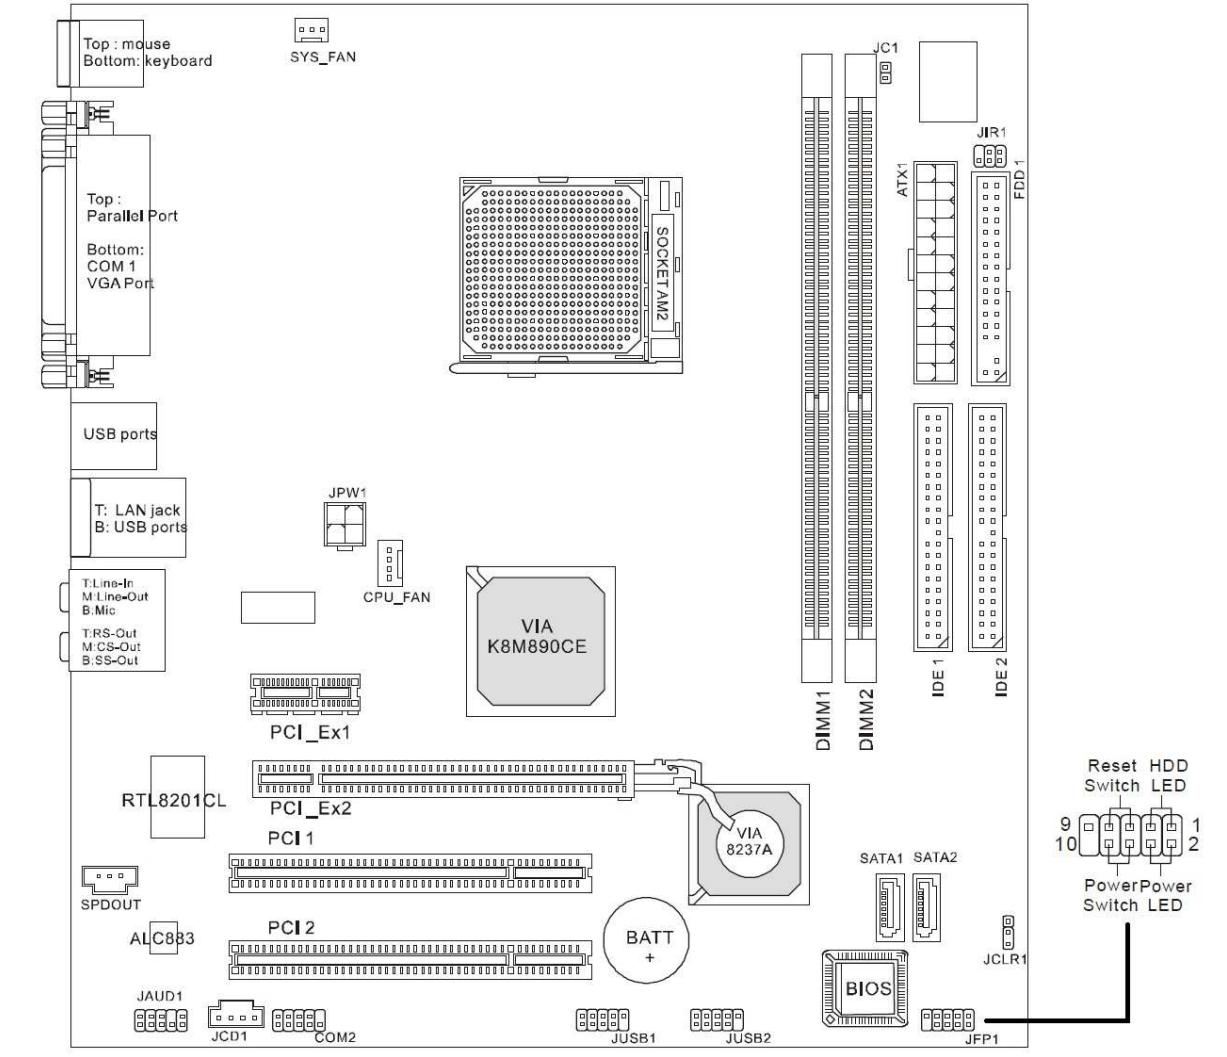 Top : mouse
Bottom: keyboard
SYS_FAN
JC1
JIR1
ATX1
FDD 1
Top :
Parallel Port
Bottom:
COM 1
VGA Port
SOCKET AM2
USB ports
T: LAN jack
B: USB ports
JPW1
CPU_FAN
T:Line-In
M:Line-Out
B:Mic
T:RS-Out
M:CS-Out
B:SS-Out
VIA
K8M890CE
DIMM1
DIMM2
IDE 1
IDE 2
PCI_Ex1
PCI_Ex2
RTL8201CL
PCI 1
VIA
8237A
SATA1
SATA2
Reset HDD
Switch LED
9
10
1
2
Power Power
Switch LED
SPDOUT
ALC883
PCI 2
BATT
+
JCLR1
BIOS
JAUD1
JCD1
COM2
JUSB1
JUSB2
JFP1